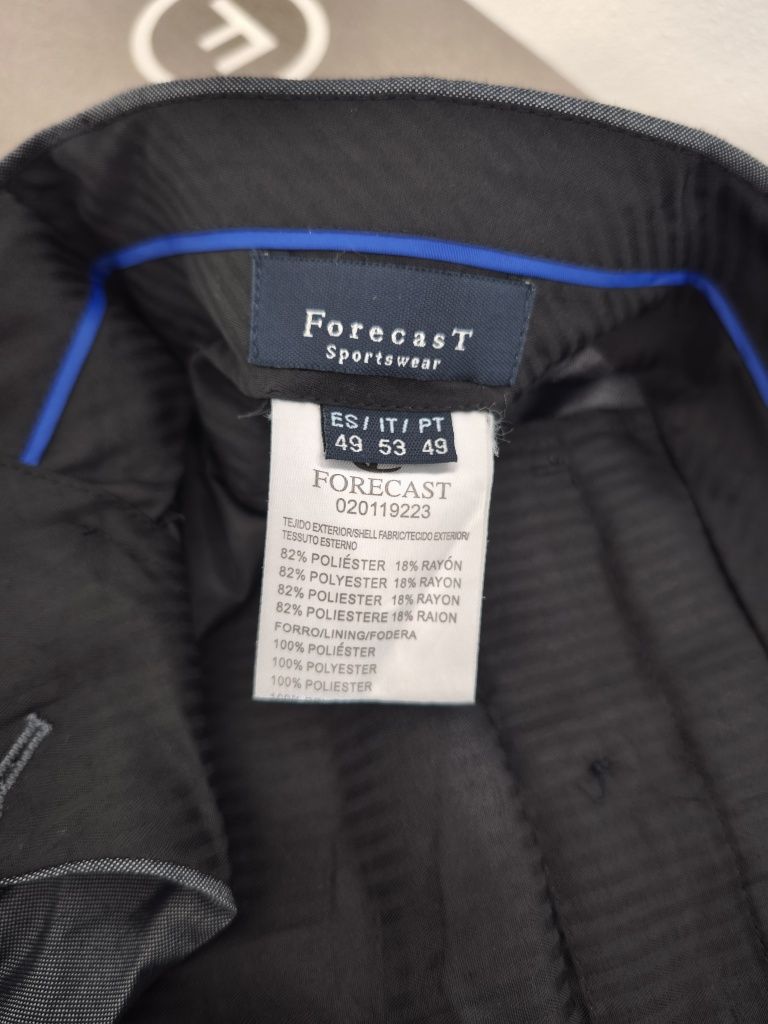 ForecasT
Sportswear
ES/ IT/ PT
49 53 49
FORECAST
020119223
TEJIDO EXTERIOR/SHELL FABRIC/TECIDO EXTERIOR/
TESSUTO ESTERNO
82% POLIÉSTER 18% RAYÓN
82% POLYESTER 18% RAYON
82% POLIESTER 18% RAYON
82% POLIESTERE 18% RAION
FORRO/LINING/FODERA
100% POLIÉSTER
100% POLYESTER
100% POLIESTER
100%